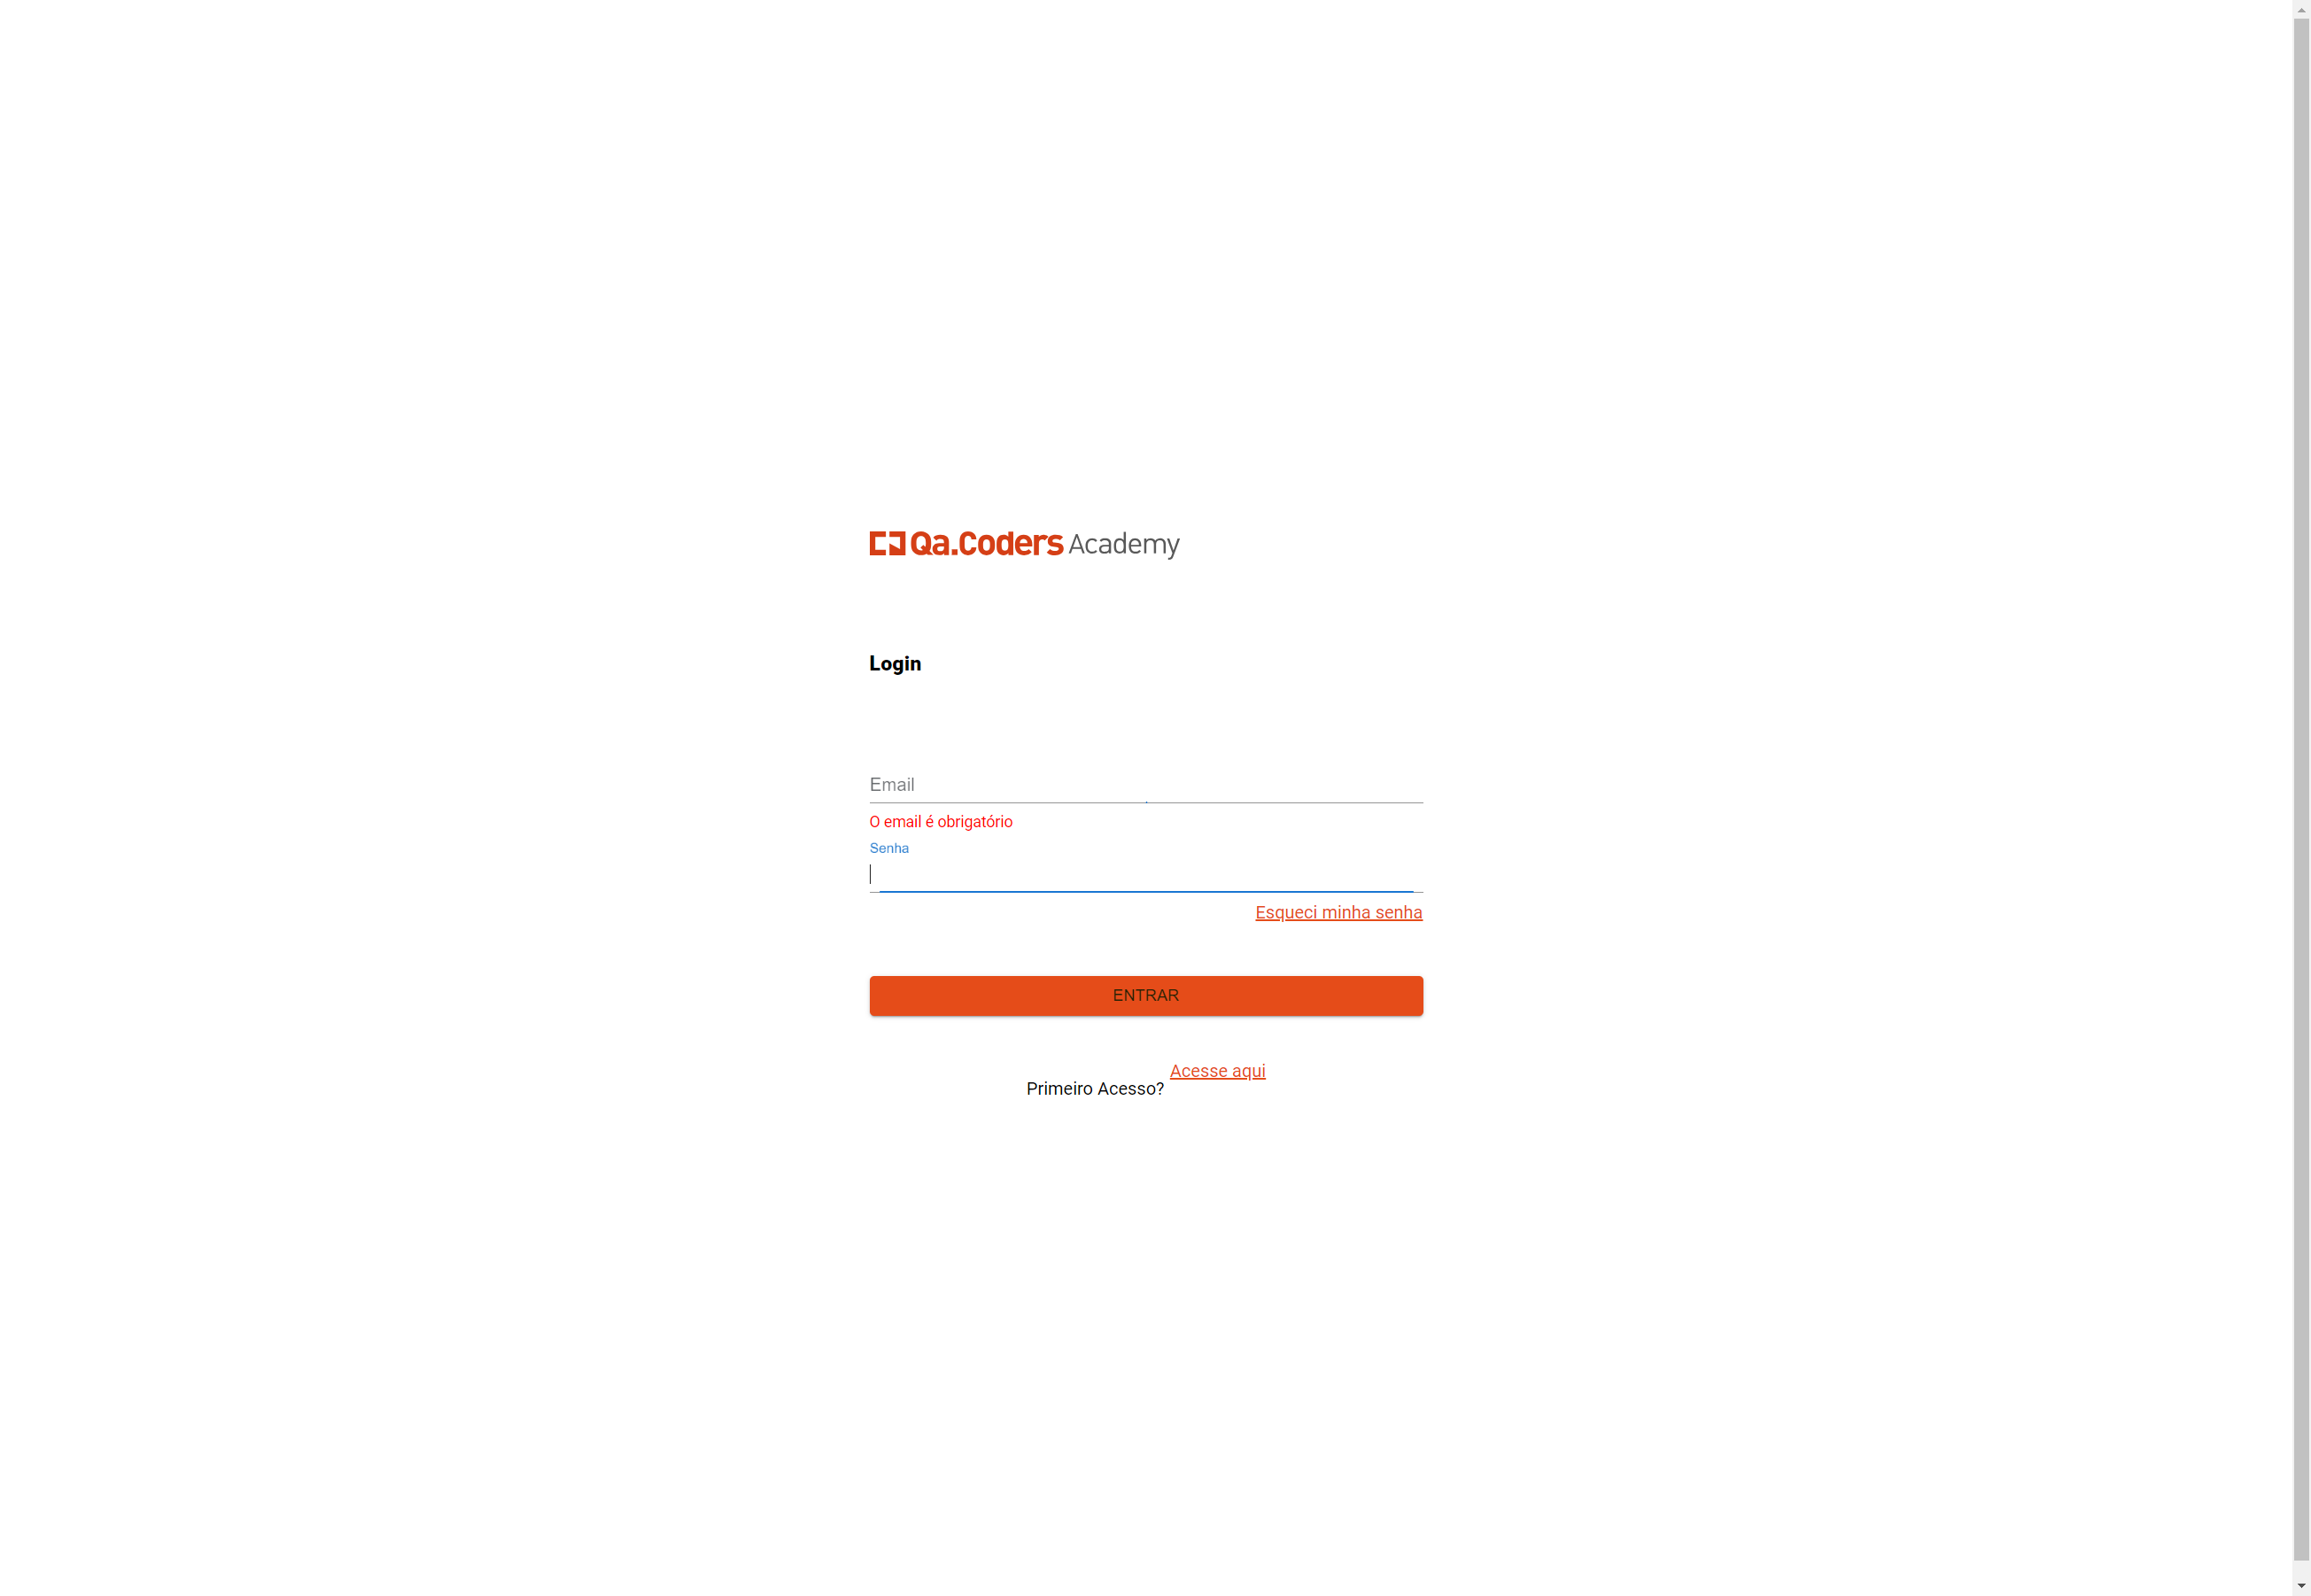 Qa.Coders Academy
Login
Email
O email é obrigatório
Senha
Esqueci minha senha
ENTRAR
Primeiro Acesso? Acesse aqui